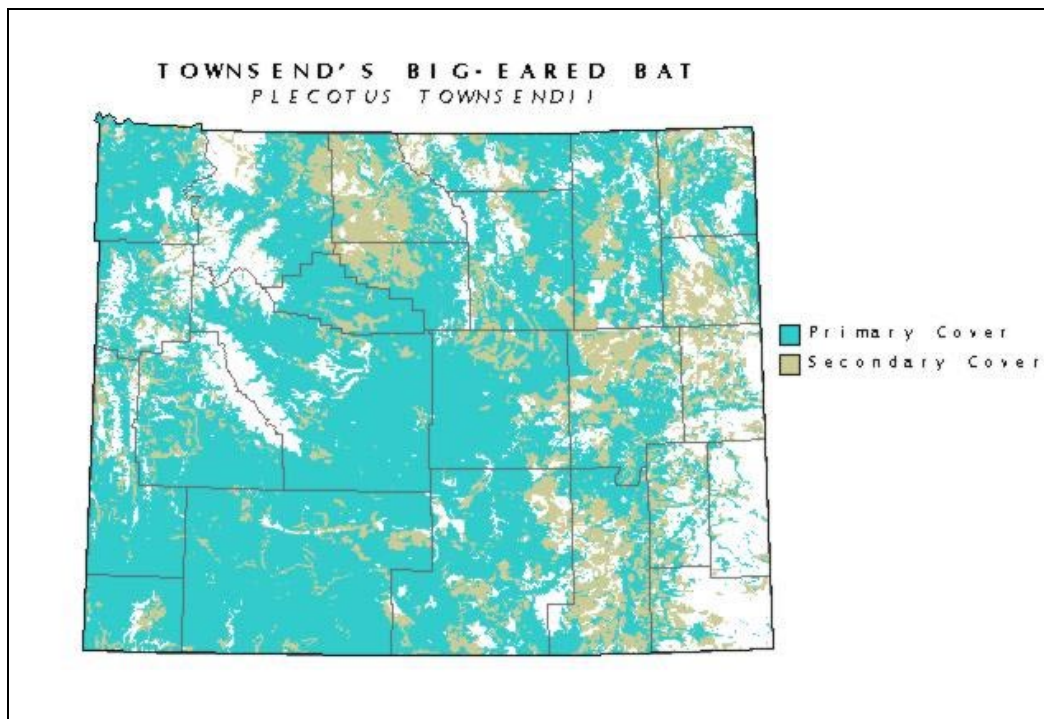 TOWNSEND'S BIG-EARED BAT
PLECOTUS TOWNSENDII
Primary Cover
Secondary Cover